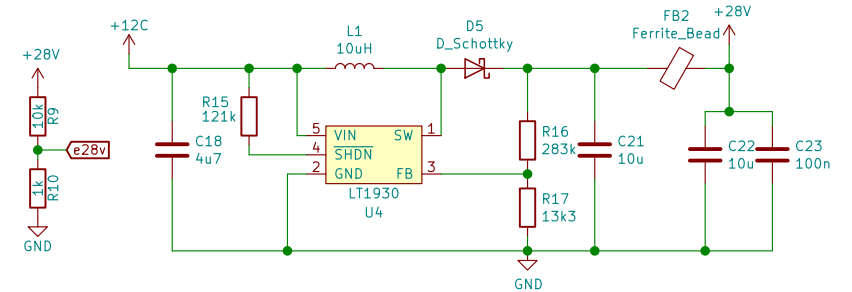 +28V
10k
R9
e28v
1k
R10
GND
+12C
C18
4u7
R15
121k
L1
10uH
5
VIN
SW
1
4
SHDN
2
GND
FB
3
LT1930
U4
D5
D_Schottky
R16
283k
R17
13k3
GND
C21
10u
FB2
Ferrite_Bead
+28V
C22
10u
C23
100n